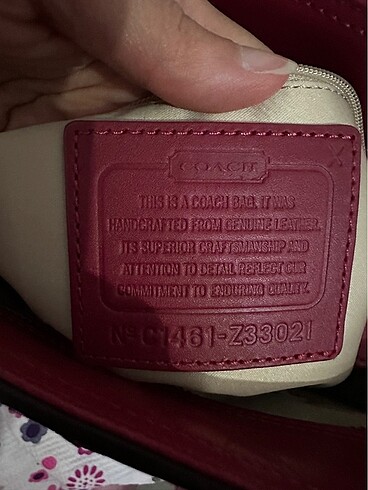 COACH
THIS IS A COACH BAG. IT WAS
HANDCRAFTED FROM GENUINE LEATHER.
ITS SUPERIOR CRAFTSMANSHIP AND
ATTENTION TO DETAIL REFLECT OUR
COMMITMENT TO ENDURING QUALITY.
Nº C1461-Z33021